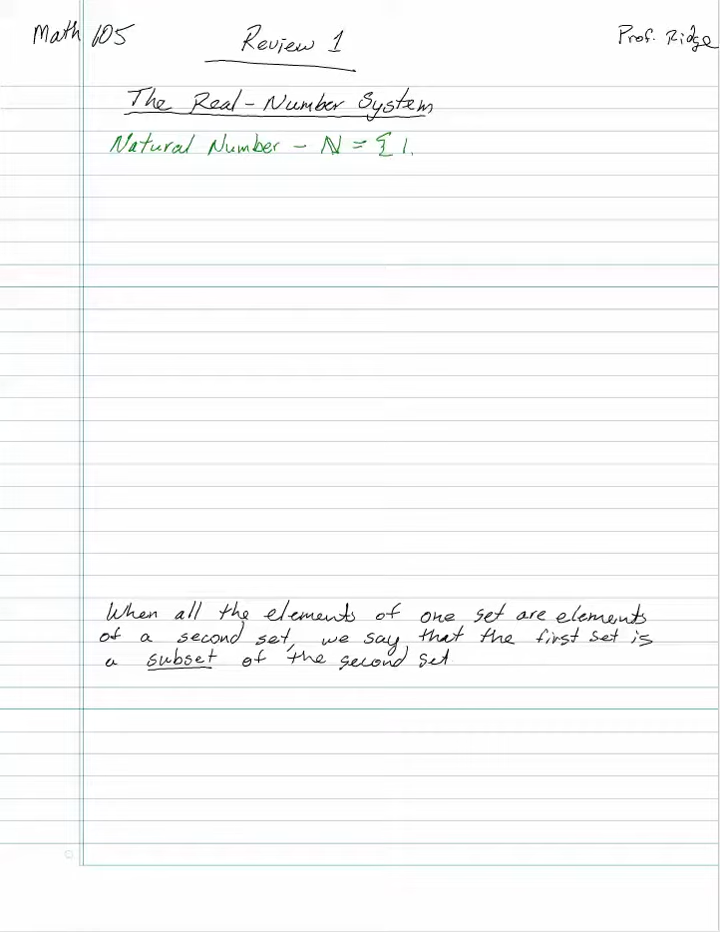 Math 105 Review 1 Prof. Ridge
The Real-Number System
Natural Number - ℕ = { 1.
When all the elements of one set are elements
of a second set, we say that the first set is
a subset of the second set.